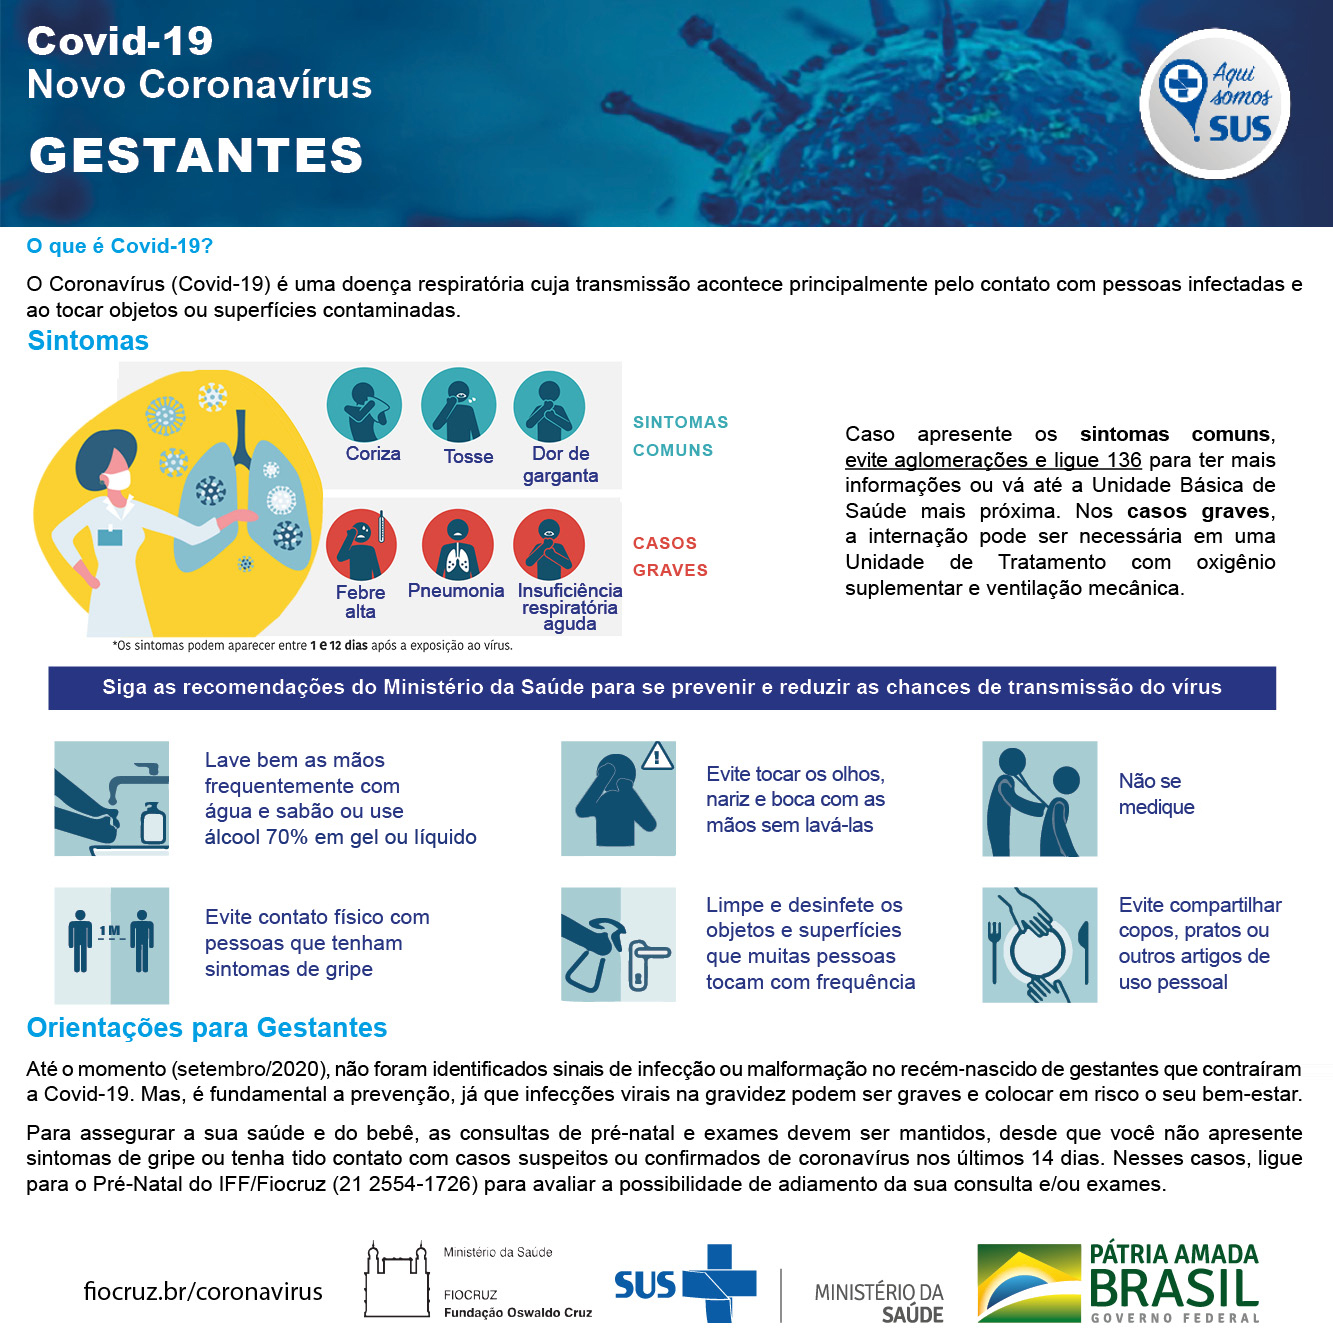 Covid-19
Novo Coronavírus
GESTANTES
Aqui
somos
SUS
O que é Covid-19?
O Coronavírus (Covid-19) é uma doença respiratória cuja transmissão acontece principalmente pelo contato com pessoas infectadas e
ao tocar objetos ou superfícies contaminadas.
Sintomas
Coriza
Tosse
Dor de
garganta
SINTOMAS
COMUNS
Febre
alta
Pneumonia
Insuficiência
respiratória
aguda
CASOS
GRAVES
*Os sintomas podem aparecer entre 1 e 12 dias após a exposição ao vírus.
Caso apresente os sintomas comuns,
evite aglomerações e ligue 136 para ter mais
informações ou vá até a Unidade Básica de
Saúde mais próxima. Nos casos graves,
a internação pode ser necessária em uma
Unidade de Tratamento com oxigênio
suplementar e ventilação mecânica.
Siga as recomendações do Ministério da Saúde para se prevenir e reduzir as chances de transmissão do vírus
Lave bem as mãos
frequentemente com
água e sabão ou use
álcool 70% em gel ou líquido
!
Evite tocar os olhos,
nariz e boca com as
mãos sem lavá-las
Não se
medique
1 M
Evite contato físico com
pessoas que tenham
sintomas de gripe
Limpe e desinfete os
objetos e superfícies
que muitas pessoas
tocam com frequência
Evite compartilhar
copos, pratos ou
outros artigos de
uso pessoal
Orientações para Gestantes
Até o momento (setembro/2020), não foram identificados sinais de infecção ou malformação no recém-nascido de gestantes que contraíram
a Covid-19. Mas, é fundamental a prevenção, já que infecções virais na gravidez podem ser graves e colocar em risco o seu bem-estar.
Para assegurar a sua saúde e do bebê, as consultas de pré-natal e exames devem ser mantidos, desde que você não apresente
sintomas de gripe ou tenha tido contato com casos suspeitos ou confirmados de coronavírus nos últimos 14 dias. Nesses casos, ligue
para o Pré-Natal do IFF/Fiocruz (21 2554-1726) para avaliar a possibilidade de adiamento da sua consulta e/ou exames.
fiocruz.br/coronavirus
Ministério da Saúde
FIOCRUZ
Fundação Oswaldo Cruz
SUS
MINISTÉRIO DA
SAÚDE
PÁTRIA AMADA
BRASIL
GOVERNO FEDERAL